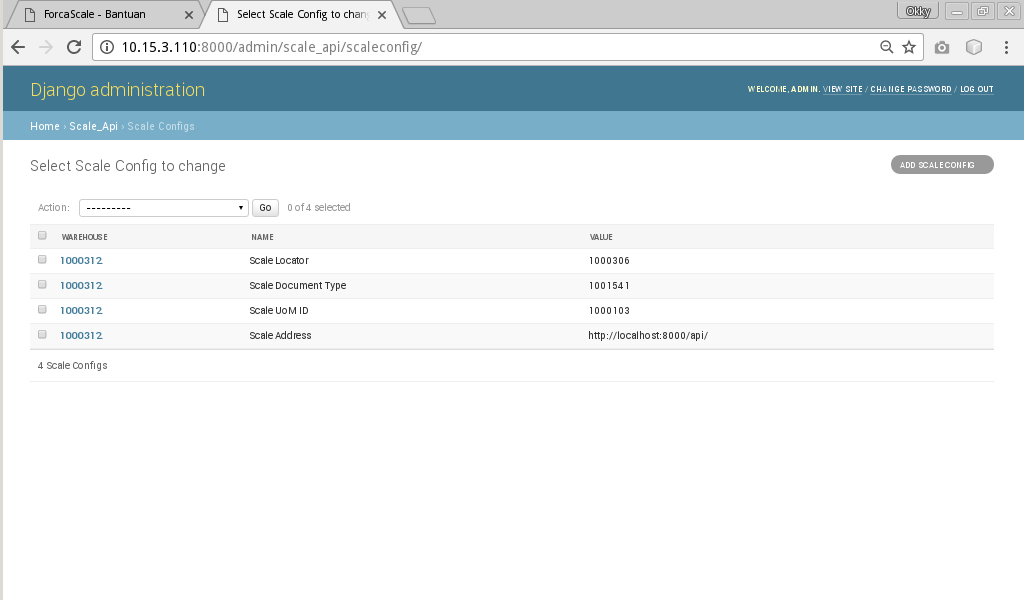 ForcaScale - Bantuan
Select Scale Config to chan
Okky
10.15.3.110:8000/admin/scale_api/scaleconfig/
Django administration
WELCOME, ADMIN. VIEW SITE / CHANGE PASSWORD / LOG OUT
Home › Scale_Api › Scale Configs
Select Scale Config to change
ADD SCALE CONFIG
Action: --------- Go 0 of 4 selected
WAREHOUSE NAME VALUE
1000312 Scale Locator 1000306
1000312 Scale Document Type 1001541
1000312 Scale UoM ID 1000103
1000312 Scale Address http://localhost:8000/api/
4 Scale Configs